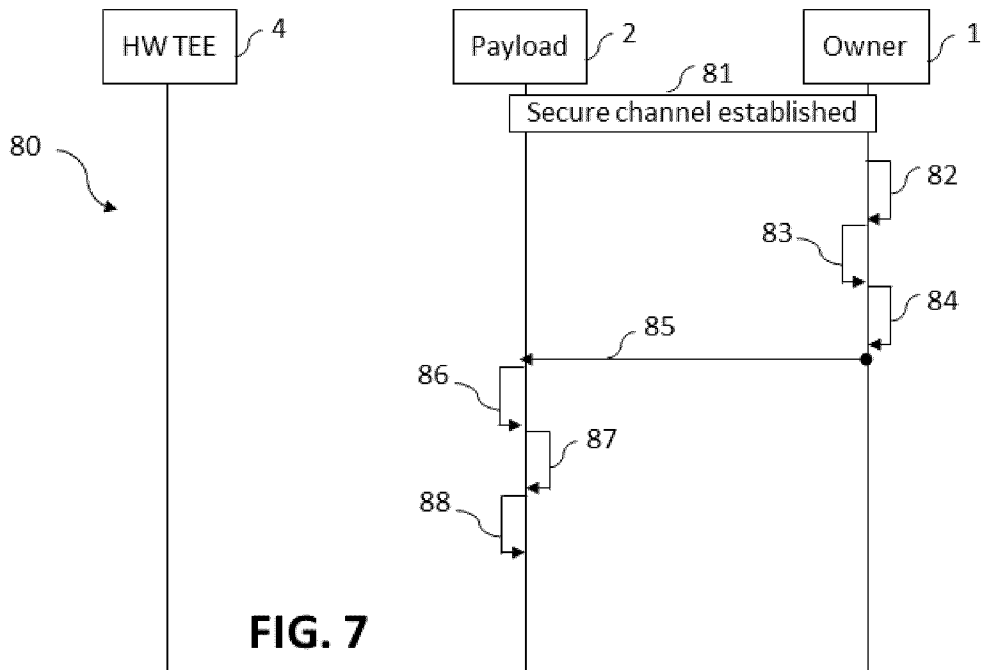 HW TEE
4
Payload
2
Owner
1
81
Secure channel established
80
82
83
84
85
86
87
88
FIG. 7